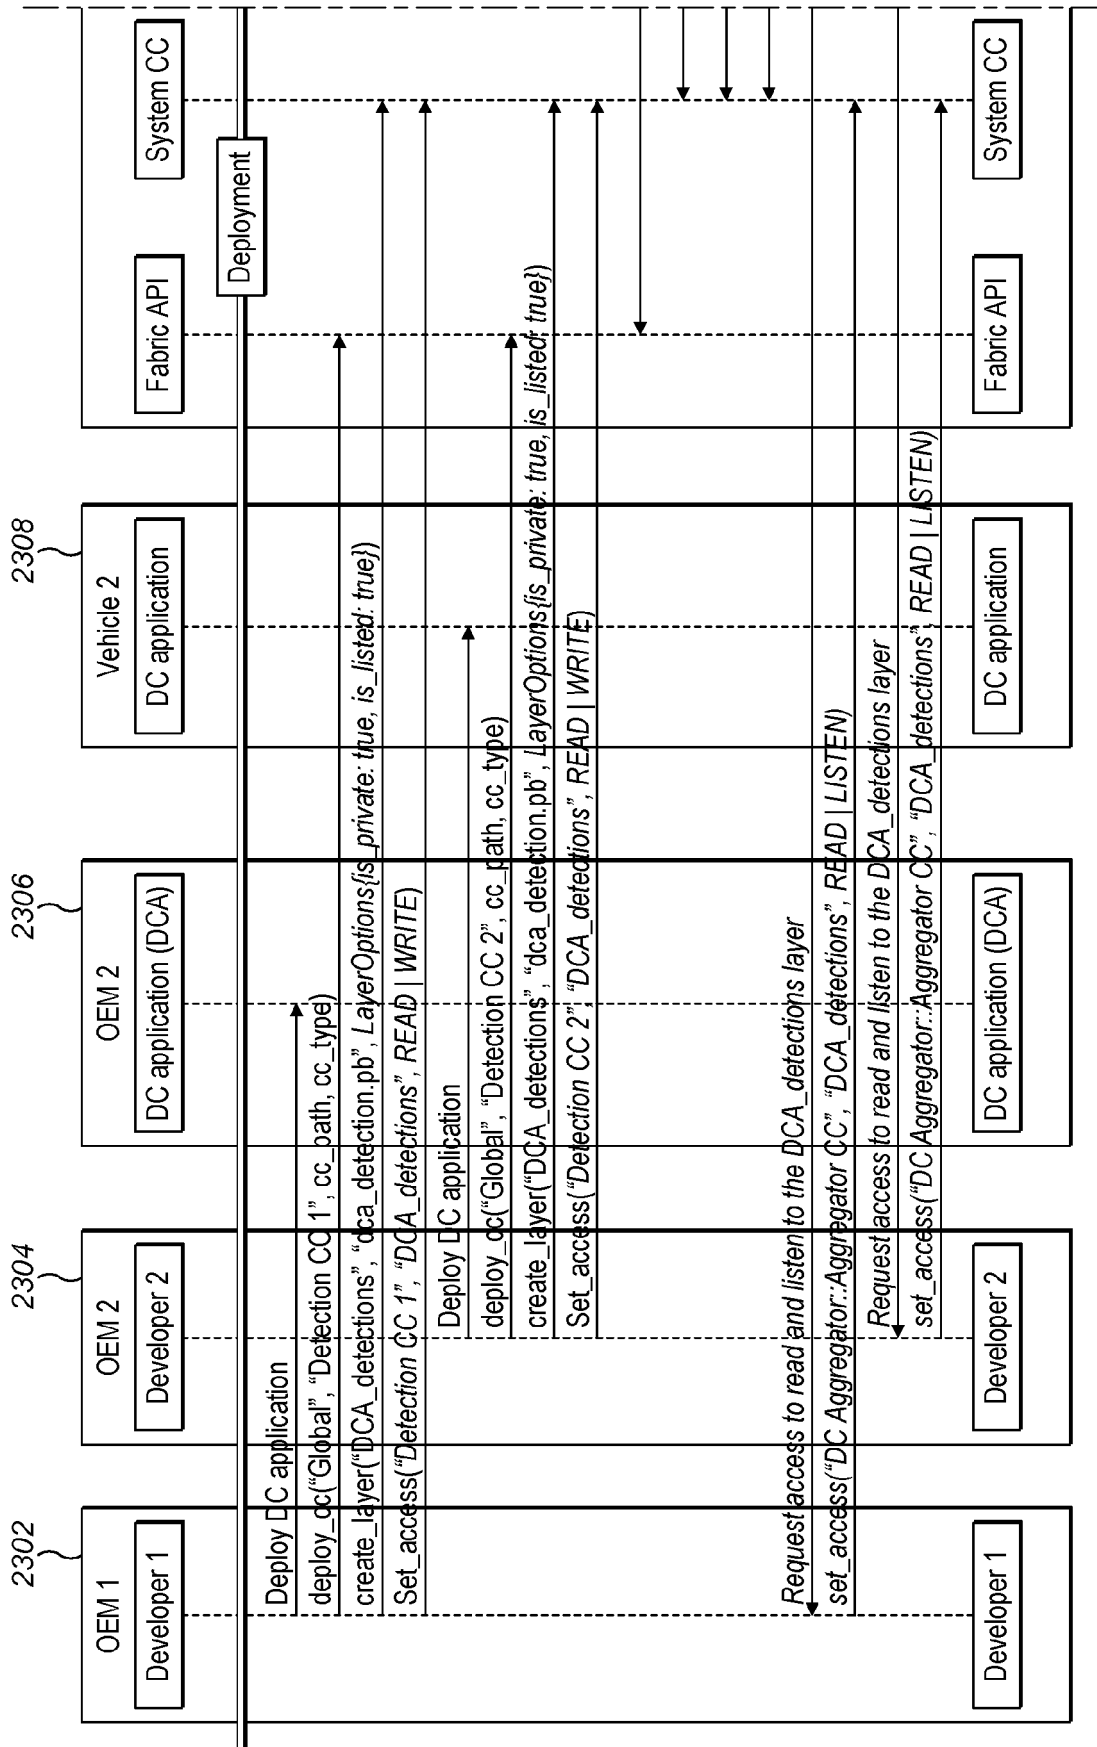 2302
2304
2306
2308
OEM 1
OEM 2
OEM 2
Vehicle 2
Developer 1
Developer 2
DC application (DCA)
DC application
Fabric API
System CC
Deployment
Deploy DC application
deploy_cc("Global", "Detection CC 1", cc_path, cc_type)
create_layer("DCA_detections", "dca_detection.pb", LayerOptions{is_private: true, is_listed: true})
Set_access("Detection CC 1", "DCA_detections", READ | WRITE)
Deploy DC application
deploy_cc("Global", "Detection CC 2", cc_path, cc_type)
create_layer("DCA_detections", "dca_detection.pb", LayerOptions{is_private: true, is_listed: true})
Set_access("Detection CC 2", "DCA_detections", READ | WRITE)
Request access to read and listen to the DCA_detections layer
set_access("DC Aggregator::Aggregator CC", "DCA_detections", READ | LISTEN)
Request access to read and listen to the DCA_detections layer
set_access("DC Aggregator::Aggregator CC", "DCA_detections", READ | LISTEN)
Developer 1
Developer 2
DC application (DCA)
DC application
Fabric API
System CC